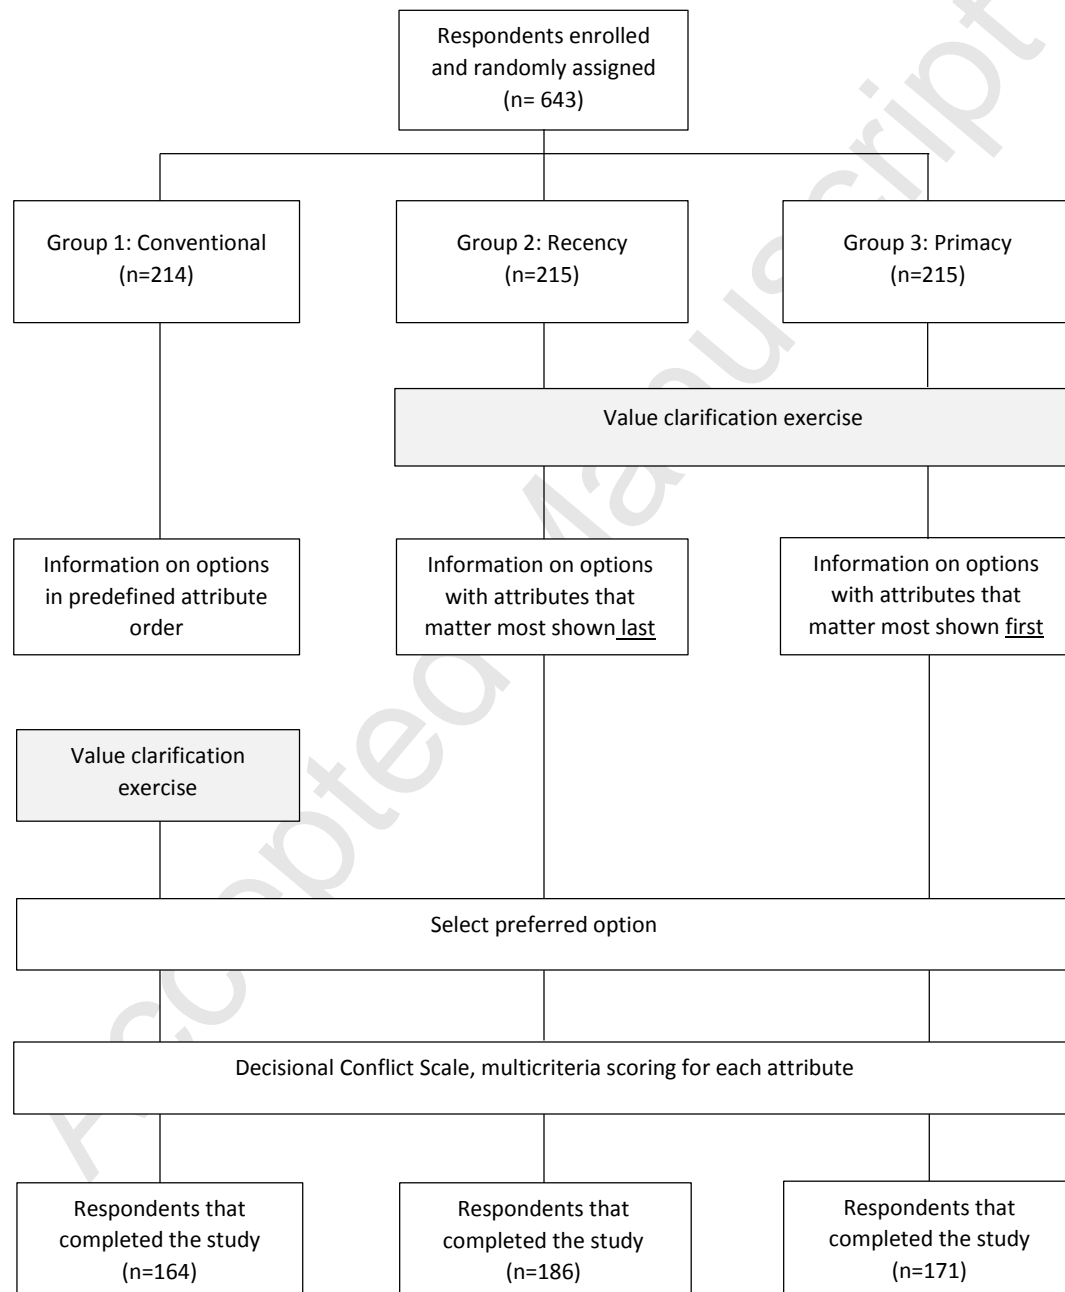 Respondents enrolled
and randomly assigned
(n= 643)
Group 1: Conventional
(n=214)
Group 2: Recency
(n=215)
Group 3: Primacy
(n=215)
Value clarification exercise
Information on options
in predefined attribute
order
Information on options
with attributes that
matter most shown last
Information on options
with attributes that
matter most shown first
Value clarification
exercise
Select preferred option
Decisional Conflict Scale, multicriteria scoring for each attribute
Respondents that
completed the study
(n=164)
Respondents that
completed the study
(n=186)
Respondents that
completed the study
(n=171)
Accepted Manuscript